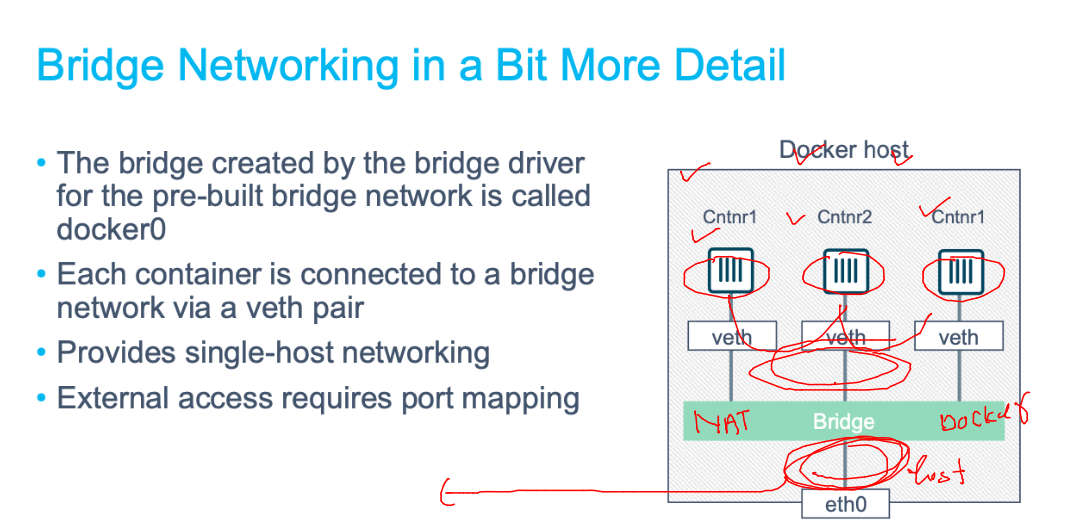 Bridge Networking in a Bit More Detail
• The bridge created by the bridge driver
for the pre-built bridge network is called
docker0
• Each container is connected to a bridge
network via a veth pair
• Provides single-host networking
• External access requires port mapping
Docker host
Cntnr1 Cntnr2 Cntnr1
veth veth veth
NAT Bridge Docker
host
eth0